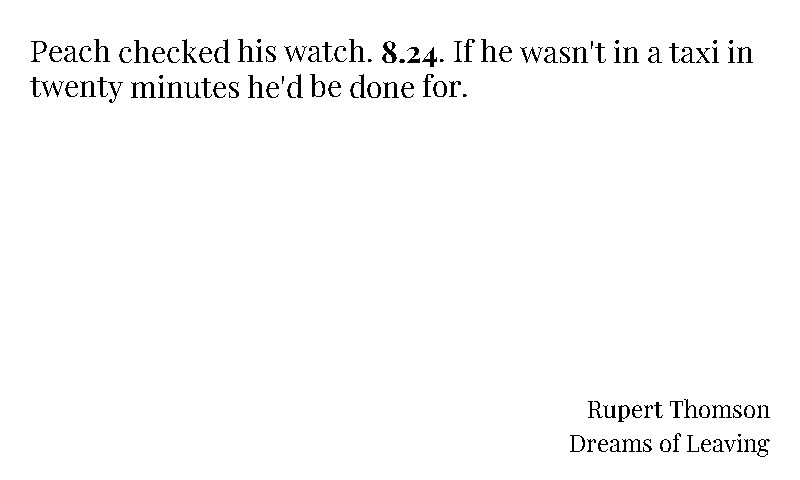 Peach checked his watch. 8.24. If he wasn't in a taxi in
twenty minutes he'd be done for.
Rupert Thomson
Dreams of Leaving